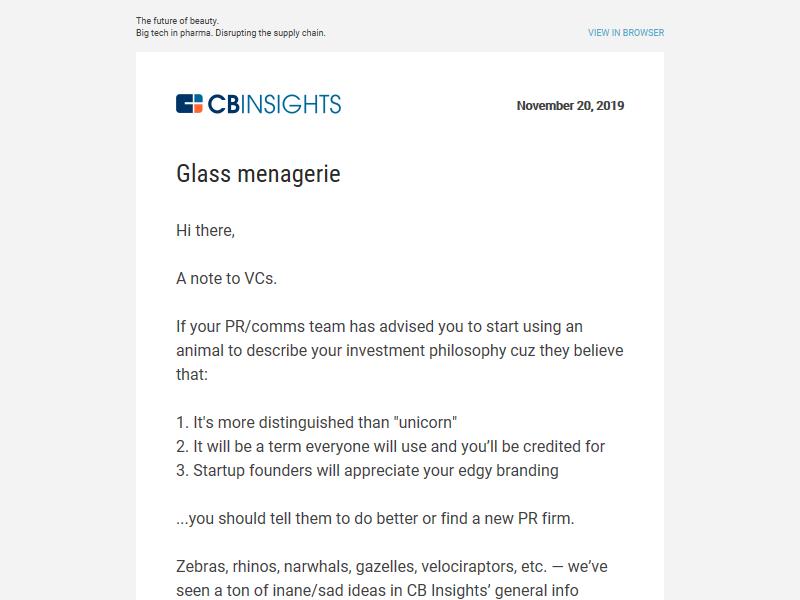 The future of beauty.
Big tech in pharma. Disrupting the supply chain.
VIEW IN BROWSER
CBINSIGHTS
November 20, 2019
Glass menagerie
Hi there,
A note to VCs.
If your PR/comms team has advised you to start using an
animal to describe your investment philosophy cuz they believe
that:
1. It's more distinguished than "unicorn"
2. It will be a term everyone will use and you’ll be credited for
3. Startup founders will appreciate your edgy branding
...you should tell them to do better or find a new PR firm.
Zebras, rhinos, narwhals, gazelles, velociraptors, etc. — we’ve
seen a ton of inane/sad ideas in CB Insights’ general info